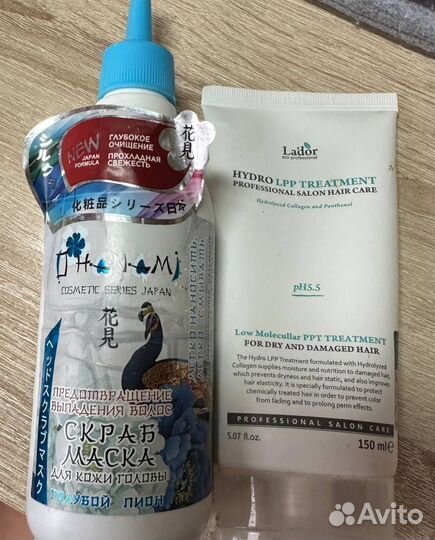 NEW
JAPAN
FORMULA
ГЛУБОКОЕ
ОЧИЩЕНИЕ
ПРОХЛАДНАЯ
СВЕЖЕСТЬ
花見
化粧品シリーズ日
HANAMI
COSMETIC SERIES JAPAN
花見
ЛЕГКО НАНОСИТЬ,
ЛЕГКО СМЫВАТЬ
ヘッドスクラブマスク
ПРЕДОТВРАЩЕНИЕ
ВЫПАДЕНИЯ ВОЛОС
СКРАБ
МАСКА
ДЛЯ КОЖИ ГОЛОВЫ
ГОЛУБОЙ ПИОН
Lador
eco professional
HYDRO LPP TREATMENT
PROFESSIONAL SALON HAIR CARE
Hydrolyzed Collagen and Panthenol
pH5.5
Low Moleculler PPT TREATMENT
FOR DRY AND DAMAGED HAIR
The Hydro LPP Treatment formulated with Hydrolyzed
Collagen supplies moisture and nutrition to damaged hair,
which prevents dryness and hair static, and also improves
hair elasticity. It is specially formulated to protect
chemically treated hair in order to prevent color
from fading and to prolong perm effects.
PROFESSIONAL SALON CARE
5.07 fl.oz.
150 ml e
Avito